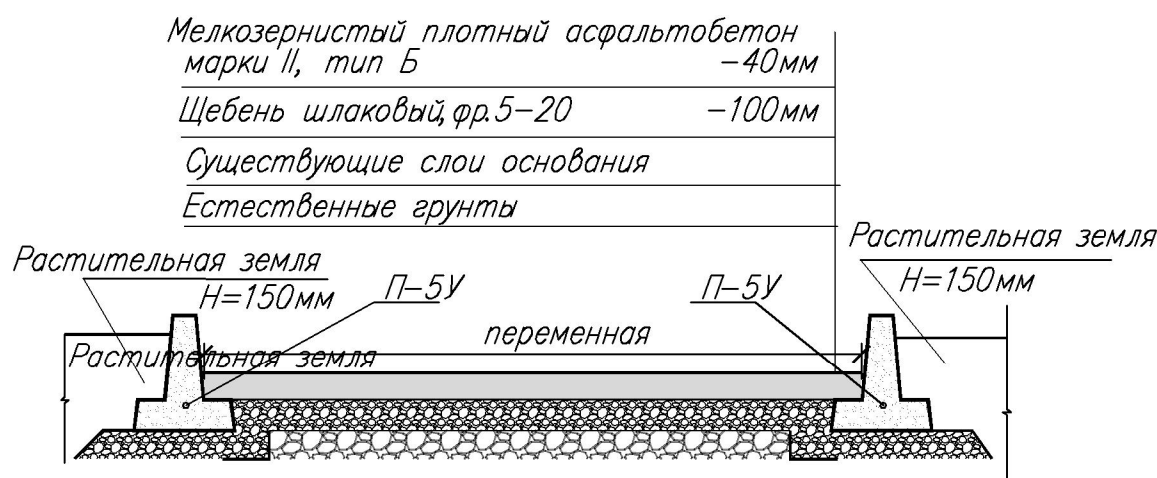 Мелкозернистый плотный асфальтобетон
марки II, тип Б -40мм
Щебень шлаковый, фр.5-20 -100мм
Существующие слои основания
Естественные грунты
Растительная земля
H=150мм
П-5У
П-5У
Растительная земля
H=150мм
переменная
Растительная земля